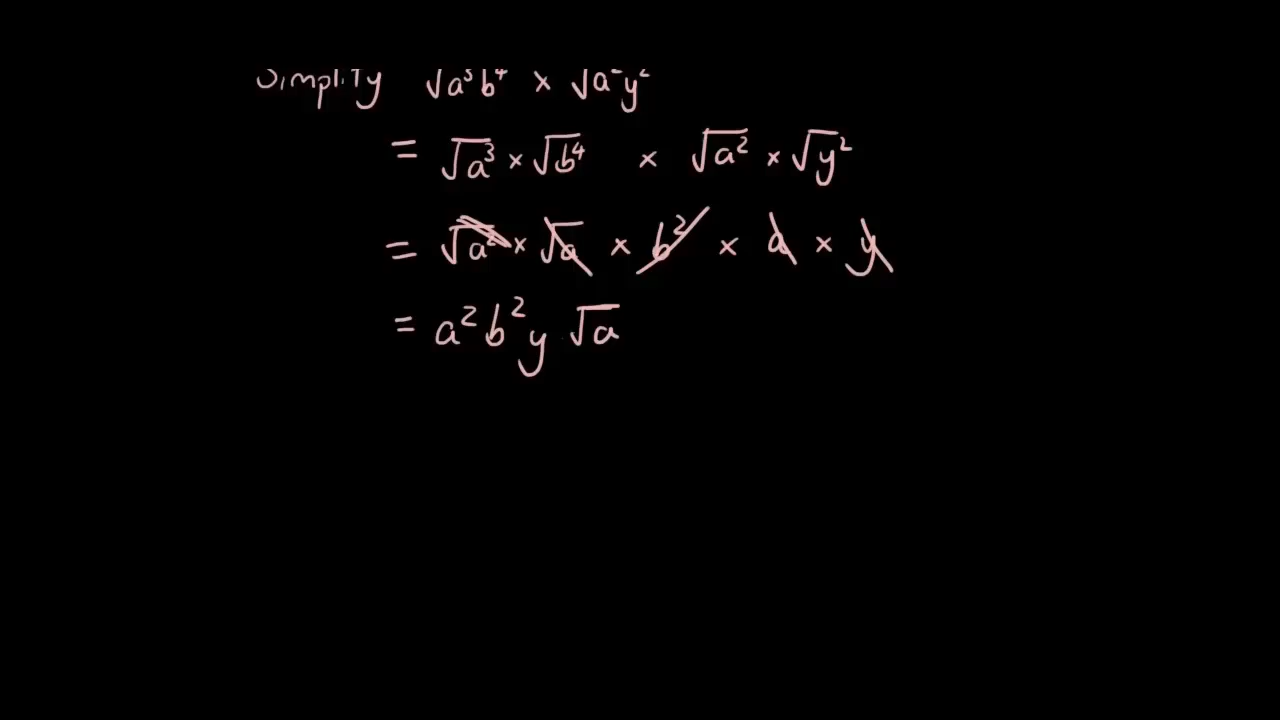 Simplify √a³b⁴ × √a²y²
= √a³ × √b⁴ × √a² × √y²
= √a² × √a × b² × a × y
= a²b²y √a